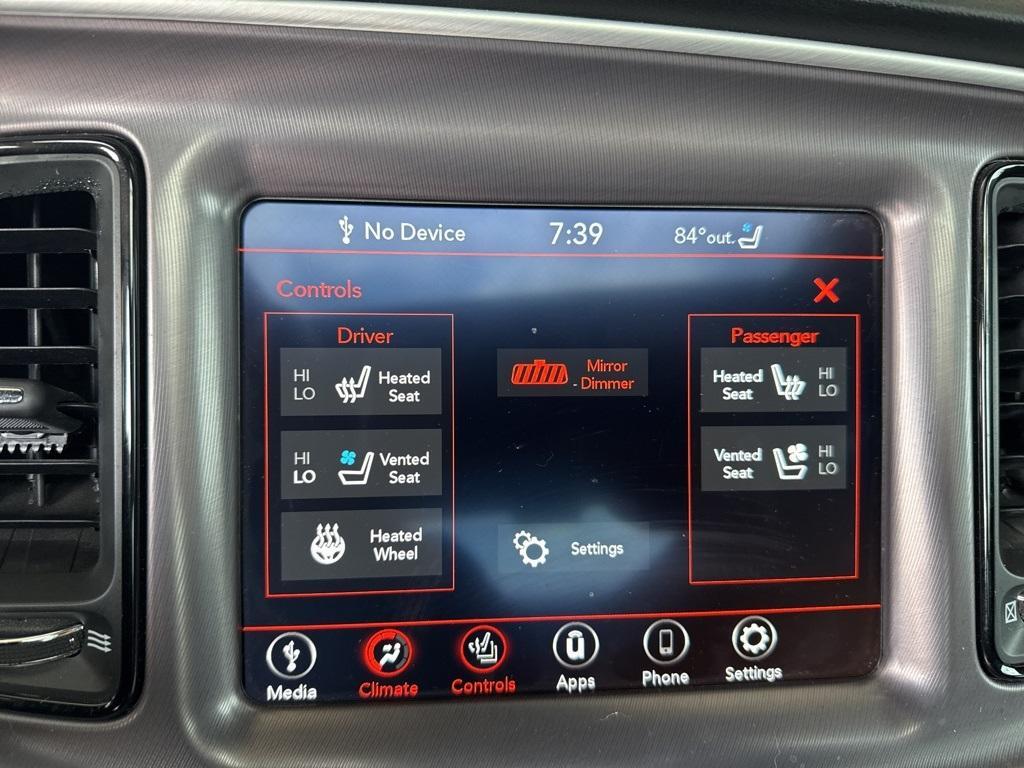 No Device
7:39
84°out.
Controls
Driver
HI
LO
Heated
Seat
HI
LO
Vented
Seat
Heated
Wheel
Mirror
Dimmer
Settings
Passenger
Heated
Seat
HI
LO
Vented
Seat
HI
LO
Media
Climate
Controls
Apps
Phone
Settings